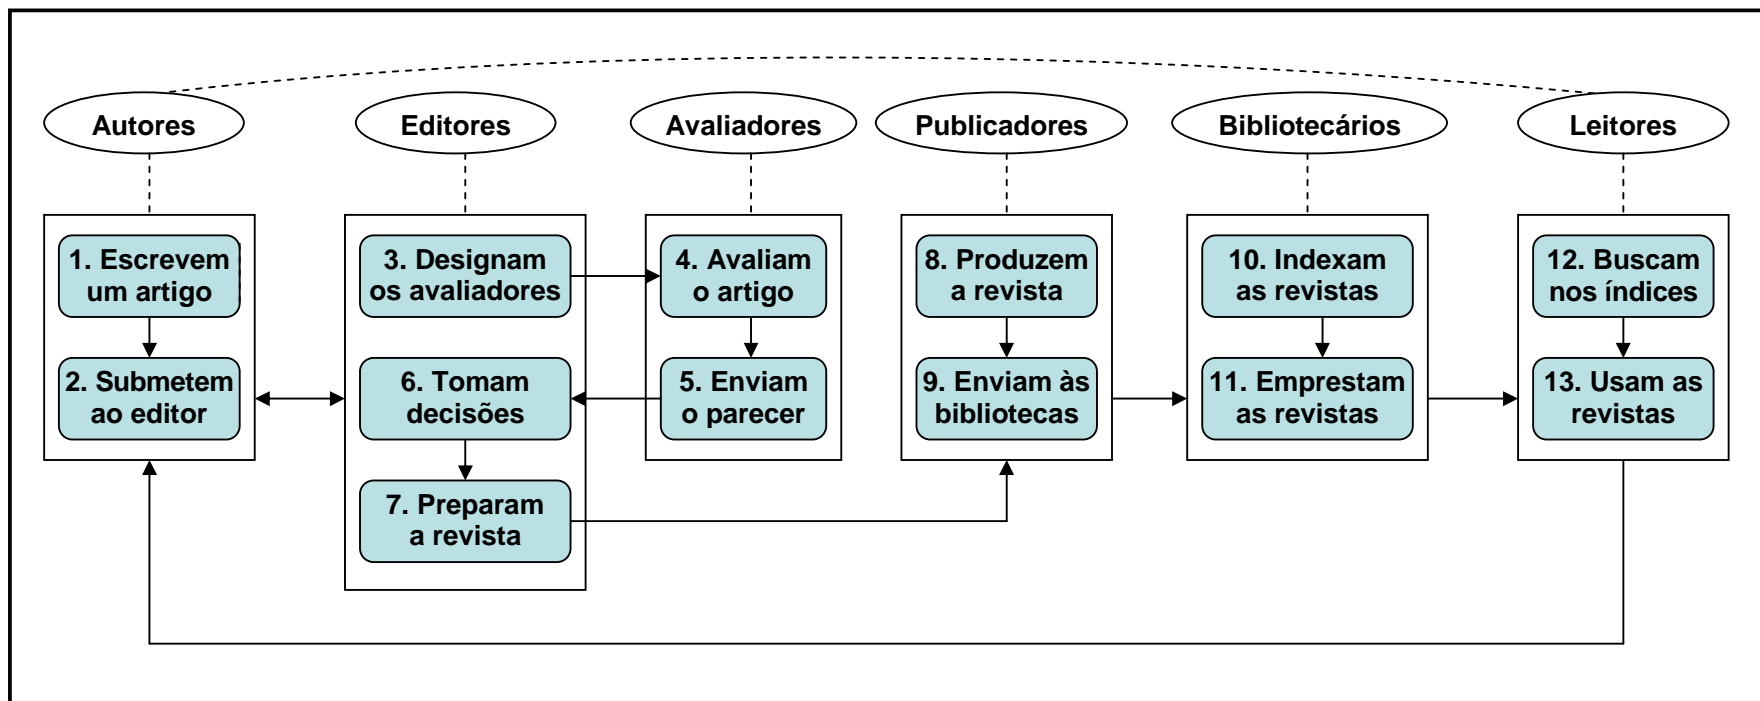 Autores
Editores
Avaliadores
Publicadores
Bibliotecários
Leitores
1. Escrevem
um artigo
2. Submetem
ao editor
3. Designam
os avaliadores
6. Tomam
decisões
7. Preparam
a revista
4. Avaliam
o artigo
5. Enviam
o parecer
8. Produzem
a revista
9. Enviam às
bibliotecas
10. Indexam
as revistas
11. Emprestam
as revistas
12. Buscam
nos índices
13. Usam as
revistas